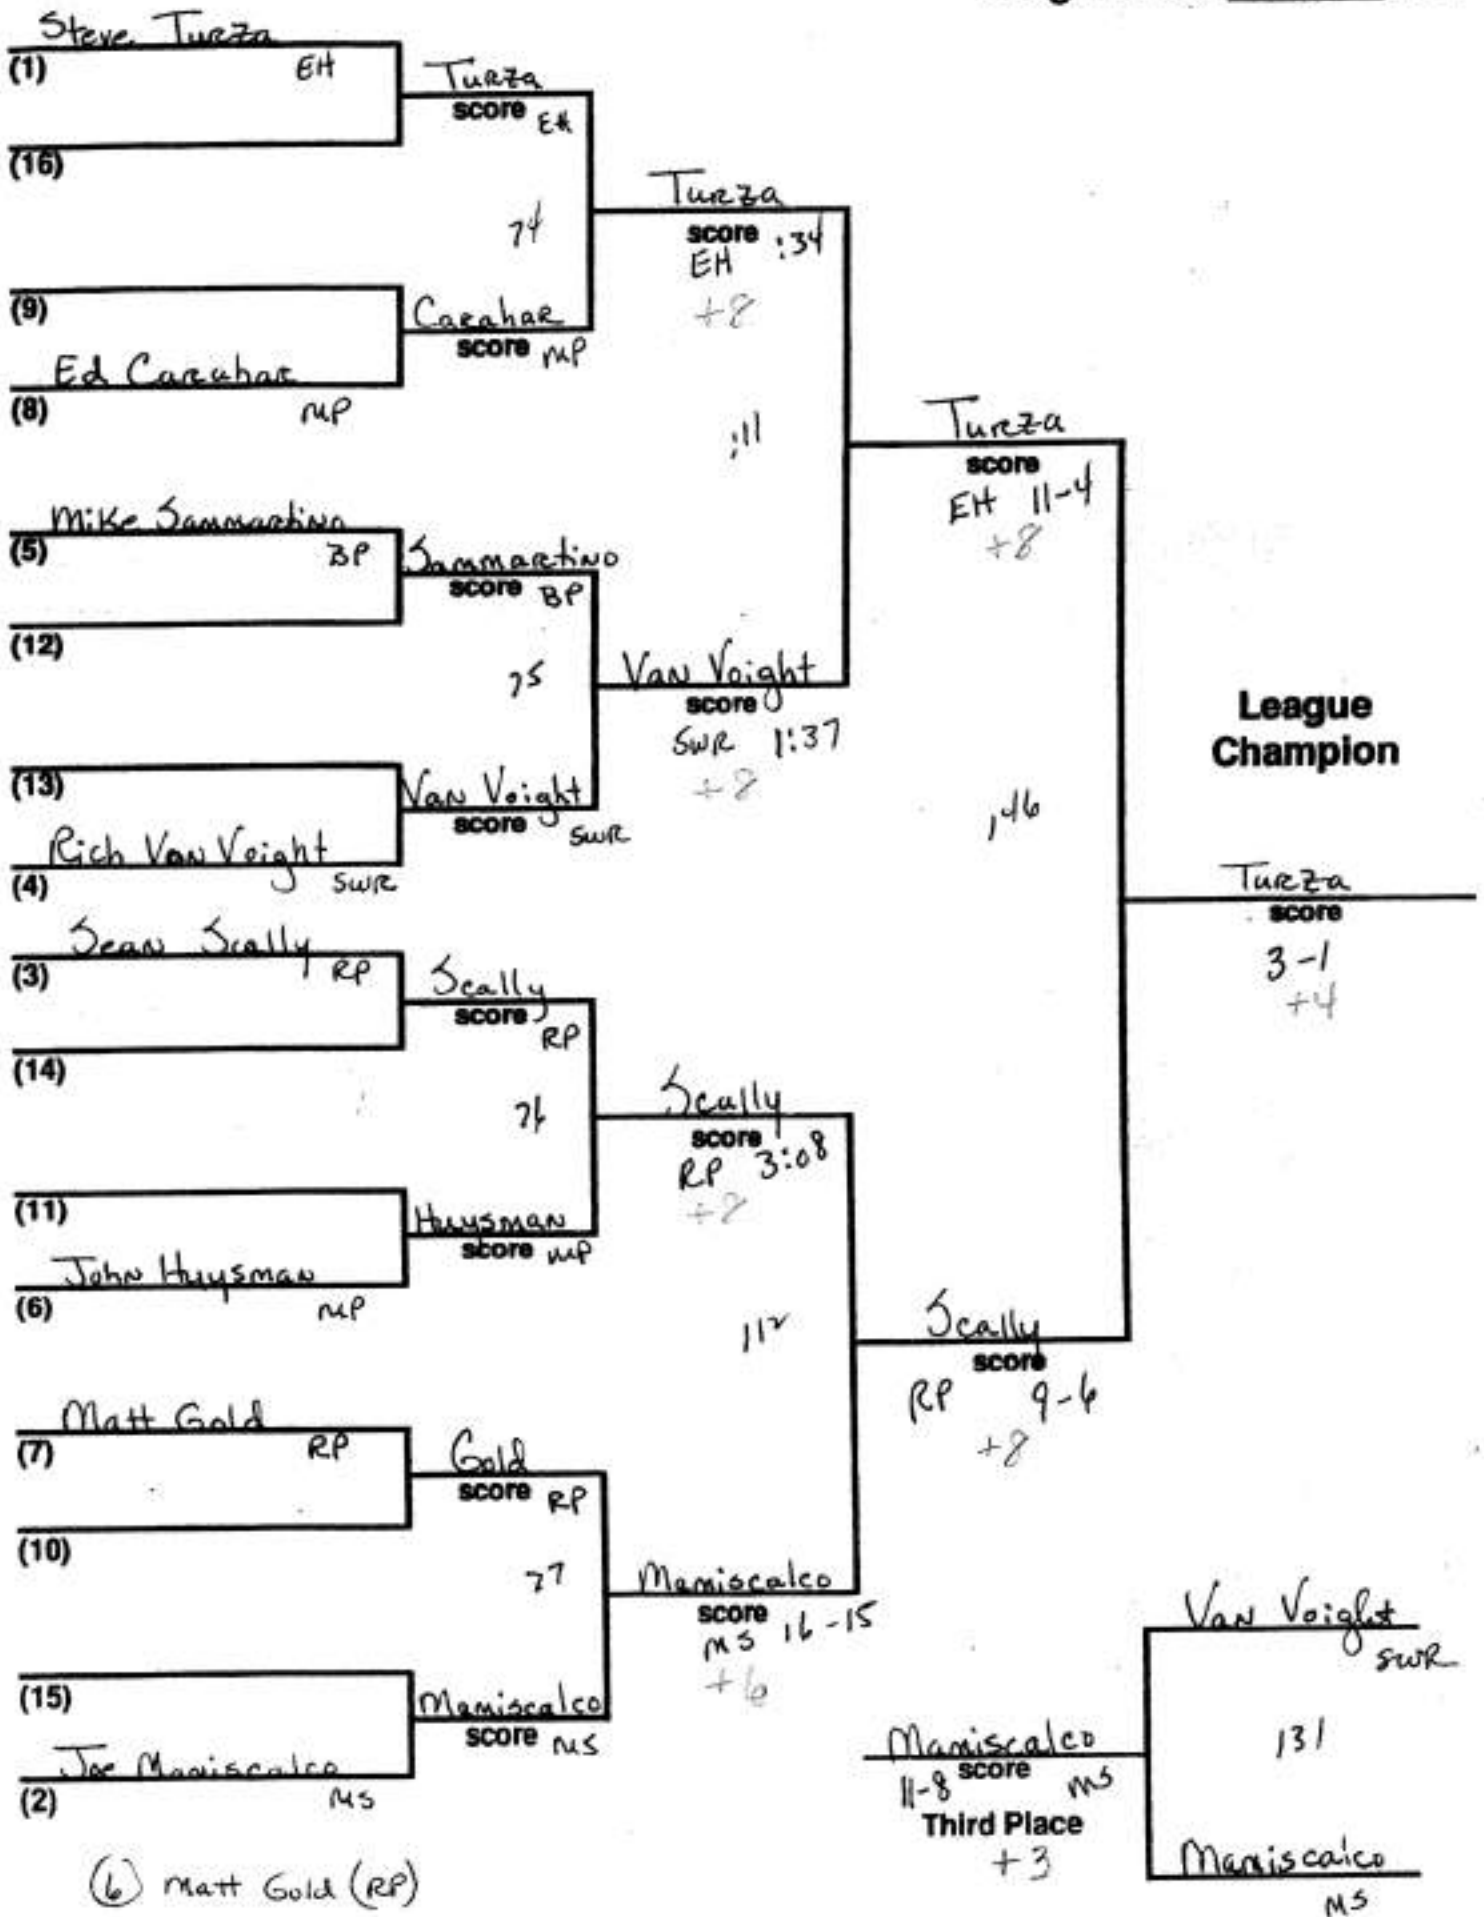 Steve Turza
(1) EH
Turza
score EH
(16)
74
Turza
score :34
EH
+8
(9)
Carahar
score MP
Ed Carahar
(8) MP
:11
Turza
score
EH 11-4
+8
Mike Sammartino
(5) BP
Sammartino
score BP
(12)
75
Van Voight
score
SWR 1:37
+8
(13)
Van Voight
score SWR
Rich Van Voight
(4) SWR
146
League
Champion
Turza
score
3-1
+4
Sean Scally
(3) RP
Scally
score
RP
(14)
76
Scally
score
RP 3:08
+8
(11)
Huysman
score MP
John Huysman
(6) MP
112
Scally
score
RP 9-6
+8
Matt Gold
(7) RP
Gold
score RP
(10)
77
Maniscalco
score
MS 16-15
+6
(15)
Maniscalco
score MS
Joe Maniscalco
(2) MS
Van Voight
SWR
131
Maniscalco
11-8 score MS
Third Place
+3
Maniscalco
MS
(6) Matt Gold (RP)